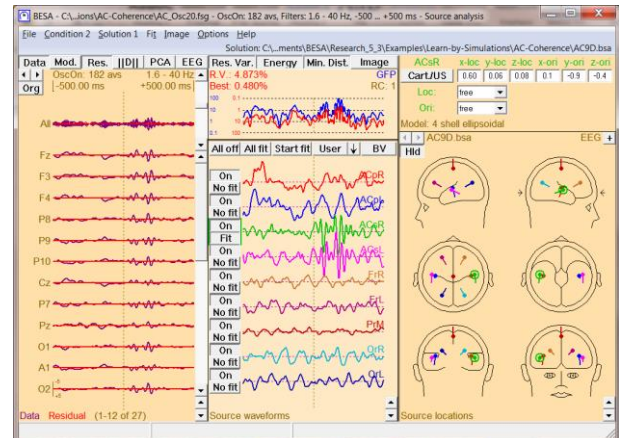 BESA - C:\...ions\AC-Coherence\AC_Osc20.fsg - OscOn: 182 avs, Filters: 1.6 - 40 Hz, -500 ... +500 ms - Source analysis
File Condition 2 Solution 1 Fit Image Options Help
Solution: C:\...ments\BESA\Research_5_3\Examples\Learn-by-Simulations\AC-Coherence\AC9D.bsa
Data Mod. Res. ||D|| PCA EEG Res. Var. Energy Min. Dist. Image ACsR x-loc y-loc z-loc x-ori y-ori z-ori
OscOn: 182 avs 1.6 - 40 Hz R.V.: 4.873% GFP Cart./US 0.60 0.06 0.08 0.1 -0.9 -0.4
Org -500.00 ms +500.00 ms Best: 0.480% RC: 1
Loc: free
Ori: free
Model: 4 shell ellipsoidal
AC9D.bsa EEG +
Hld
All off All fit Start fit User BV
All
Fz
F3
F4
P8
P9
P10
Cz
P7
Pz
O1
A1
O2
On
No fit
ACpR
On
No fit
ACpL
On
Fit
ACsR
On
No fit
ACsL
On
No fit
FrR
On
No fit
FrL
On
No fit
PrM
On
No fit
OrR
On
No fit
OrL
Data Residual (1-12 of 27) Source waveforms Source locations